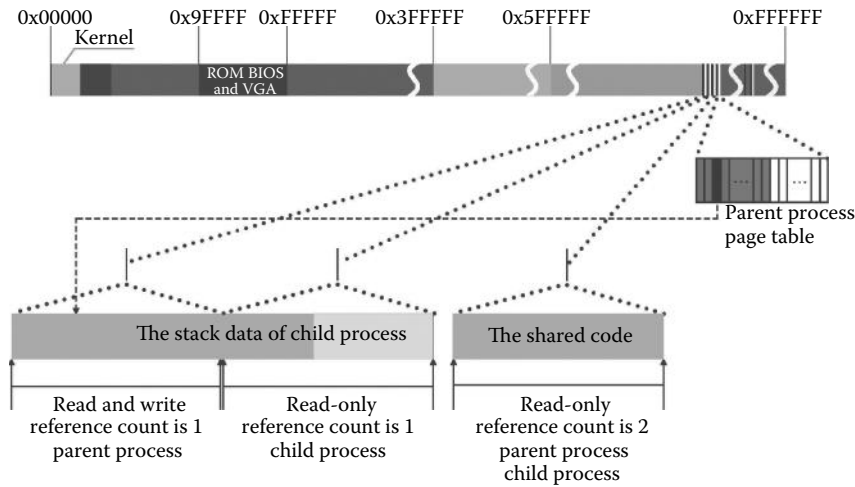 0x00000 0x9FFFF 0xFFFFF 0x3FFFFF 0x5FFFFF 0xFFFFFF
Kernel
ROM BIOS
and VGA
Parent process
page table
The stack data of child process
The shared code
Read and write
reference count is 1
parent process
Read-only
reference count is 1
child process
Read-only
reference count is 2
parent process
child process